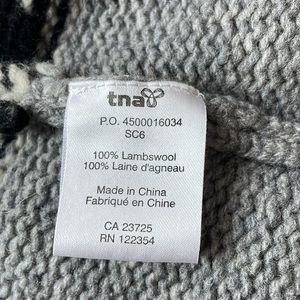 tna
P.O. 4500016034
SC6
100% Lambswool
100% Laine d'agneau
Made in China
Fabriqué en Chine
CA 23725
RN 122354